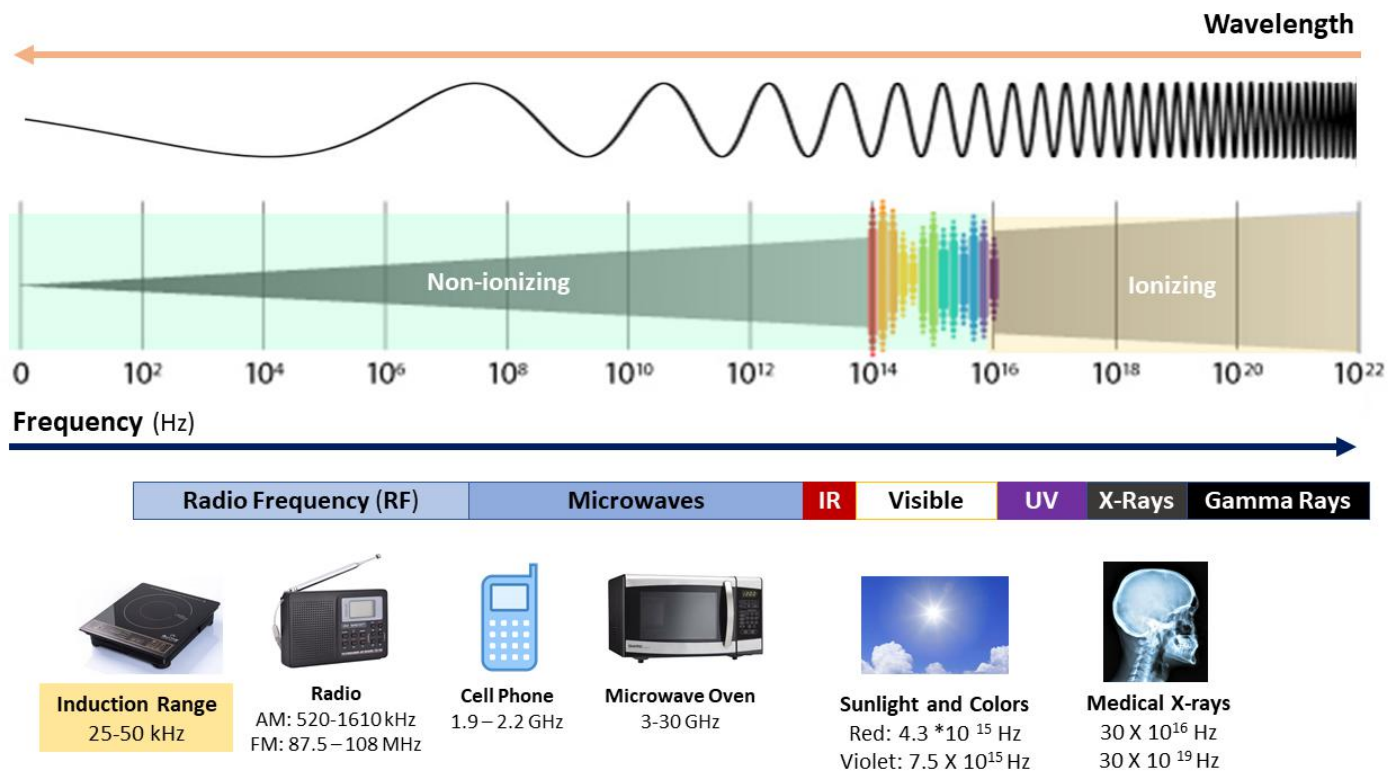 Wavelength
Non-ionizing
Ionizing
0 10² 10⁴ 10⁶ 10⁸ 10¹⁰ 10¹² 10¹⁴ 10¹⁶ 10¹⁸ 10²⁰ 10²²
Frequency (Hz)
Radio Frequency (RF) Microwaves IR Visible UV X-Rays Gamma Rays
Induction Range
25-50 kHz
Radio
AM: 520-1610 kHz
FM: 87.5 – 108 MHz
Cell Phone
1.9 – 2.2 GHz
Microwave Oven
3-30 GHz
Sunlight and Colors
Red: 4.3 *10 ¹⁵ Hz
Violet: 7.5 X 10¹⁵ Hz
Medical X-rays
30 X 10¹⁶ Hz
30 X 10 ¹⁹ Hz